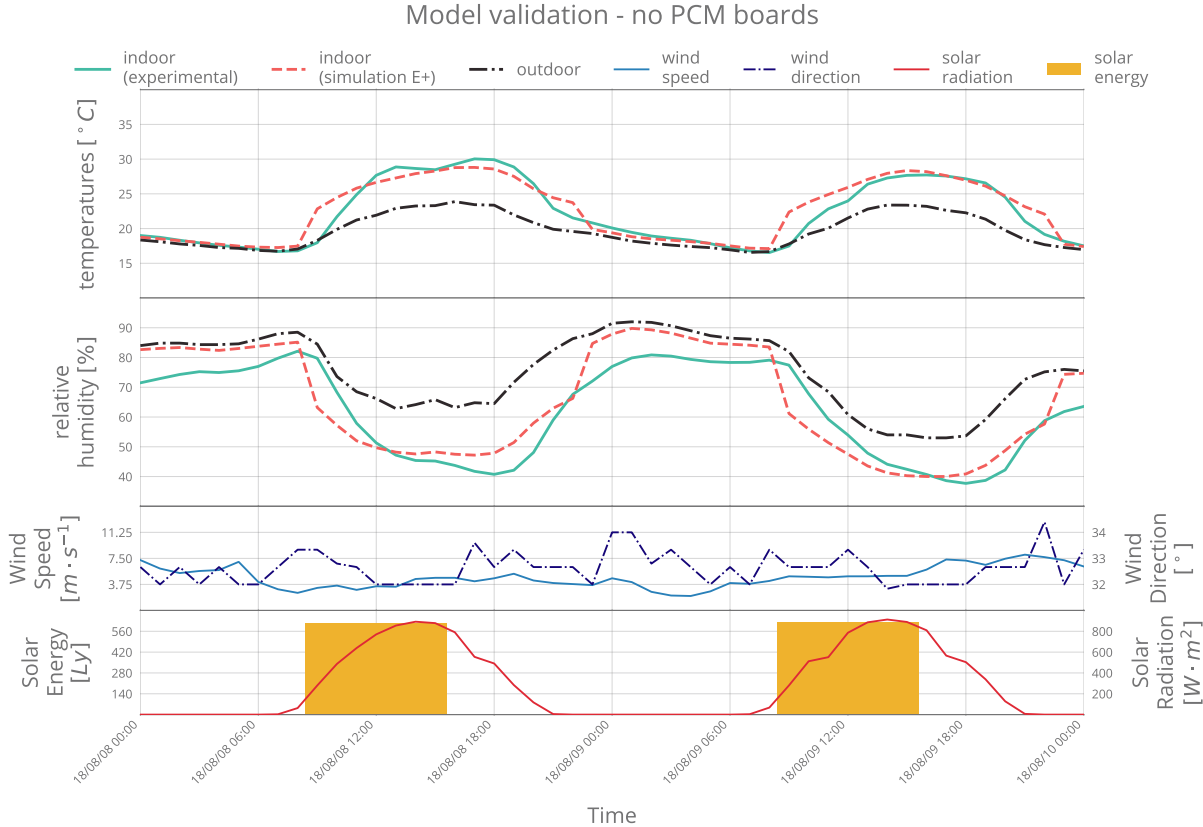 Model validation - no PCM boards
indoor
(experimental)
indoor
(simulation E+)
outdoor
wind
speed
wind
direction
solar
radiation
solar
energy
temperatures [ °C]
35
30
25
20
15
relative
humidity [%]
90
80
70
60
50
40
Wind
Speed
[m · s⁻¹]
11.25
7.50
3.75
34
33
32
Wind
Direction
[ ° ]
Solar
Energy
[Ly]
560
420
280
140
800
600
400
200
Solar
Radiation
[W · m²]
18/08/08 00:00
18/08/08 06:00
18/08/08 12:00
18/08/08 18:00
18/08/09 00:00
18/08/09 06:00
18/08/09 12:00
18/08/09 18:00
18/08/10 00:00
Time